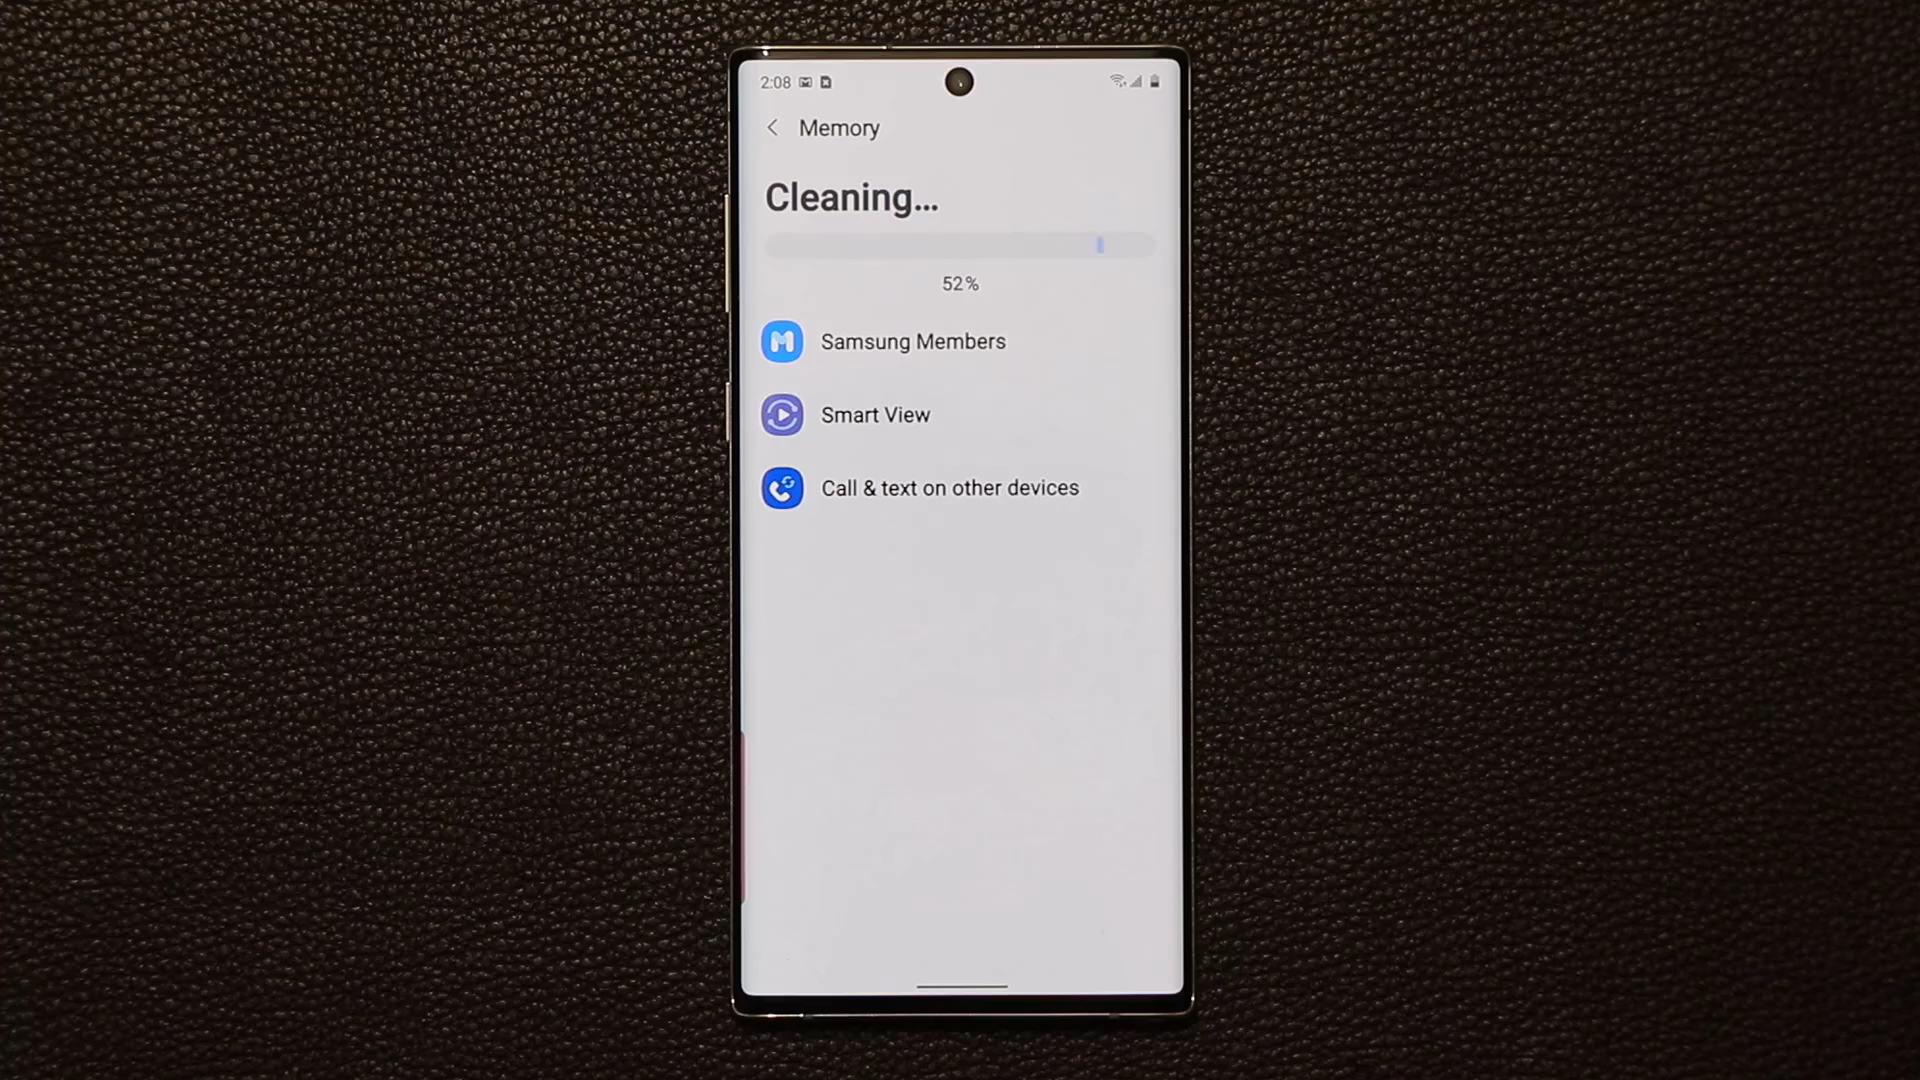 2:08
Memory
Cleaning...
52%
Samsung Members
Smart View
Call & text on other devices